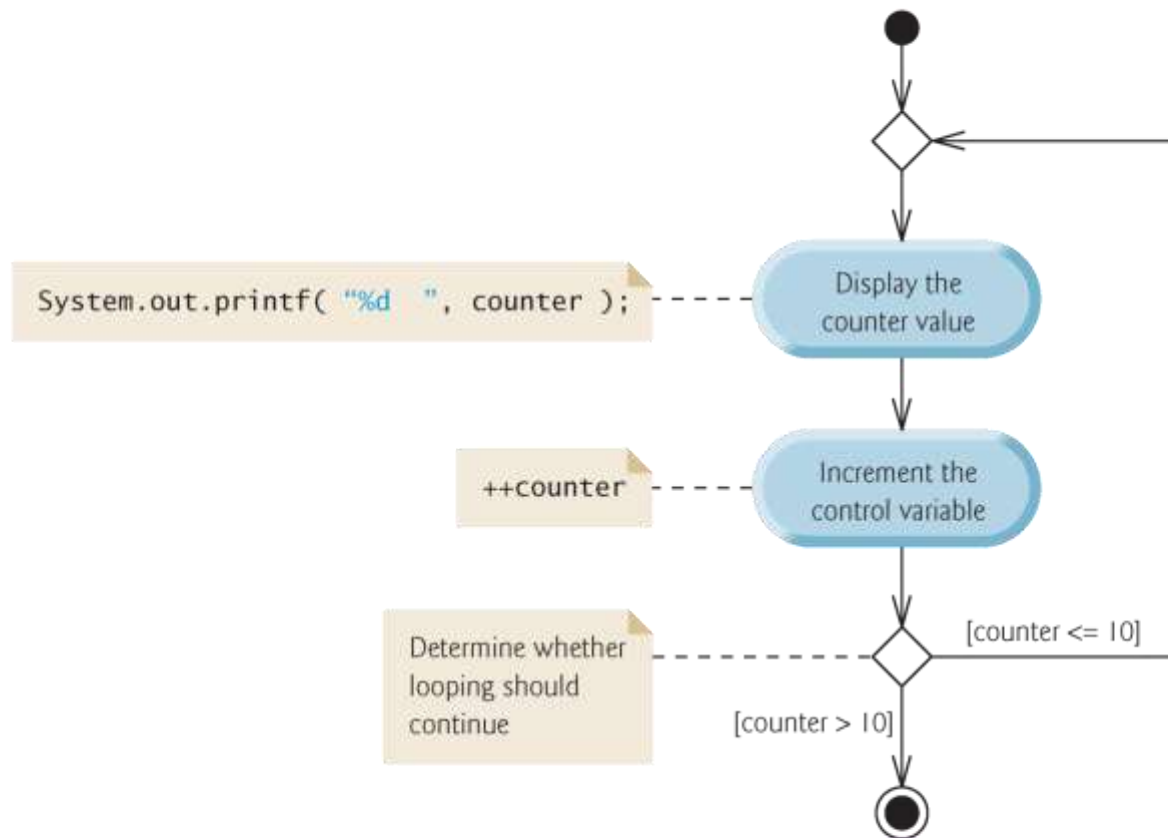 System.out.printf( “%d  ”, counter );
Display the
counter value
++counter
Increment the
control variable
Determine whether
looping should
continue
[counter <= 10]
[counter > 10]